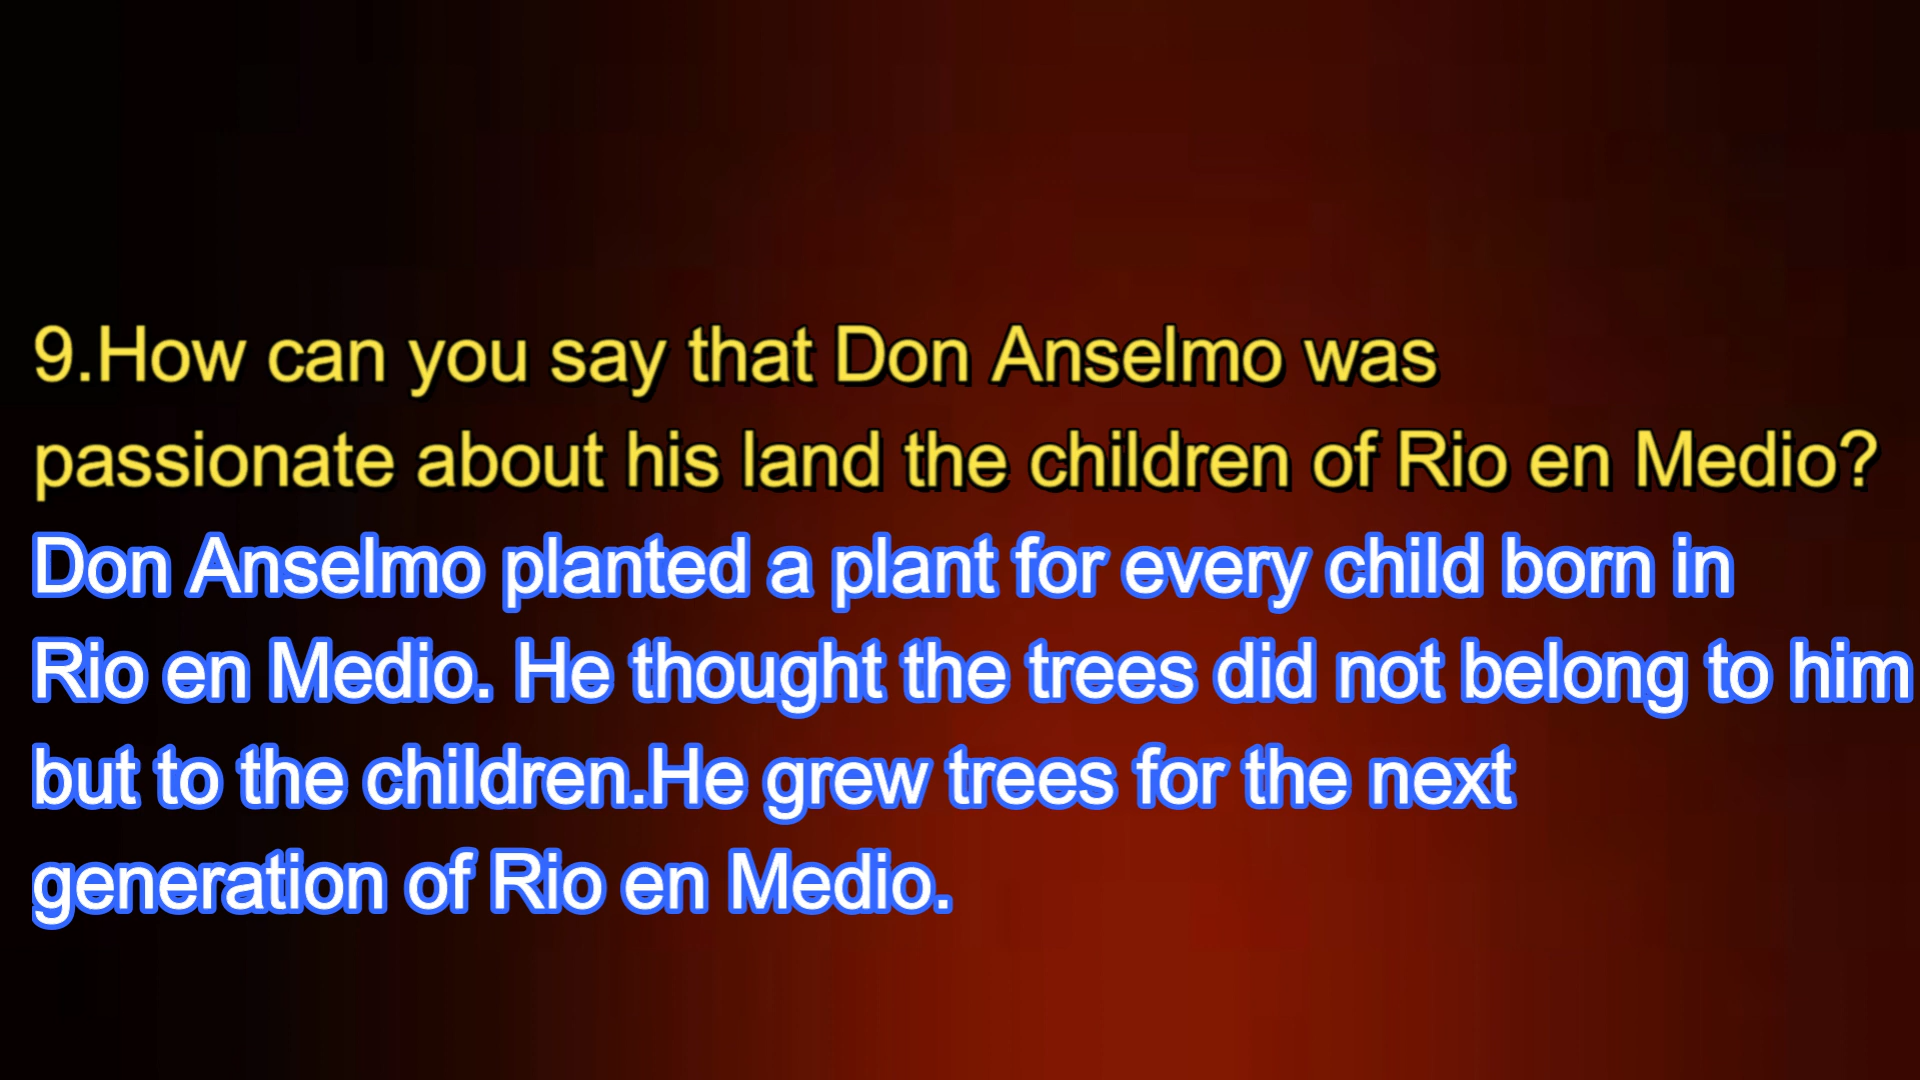 9.How can you say that Don Anselmo was
passionate about his land the children of Rio en Medio?
Don Anselmo planted a plant for every child born in
Rio en Medio. He thought the trees did not belong to him
but to the children.He grew trees for the next
generation of Rio en Medio.